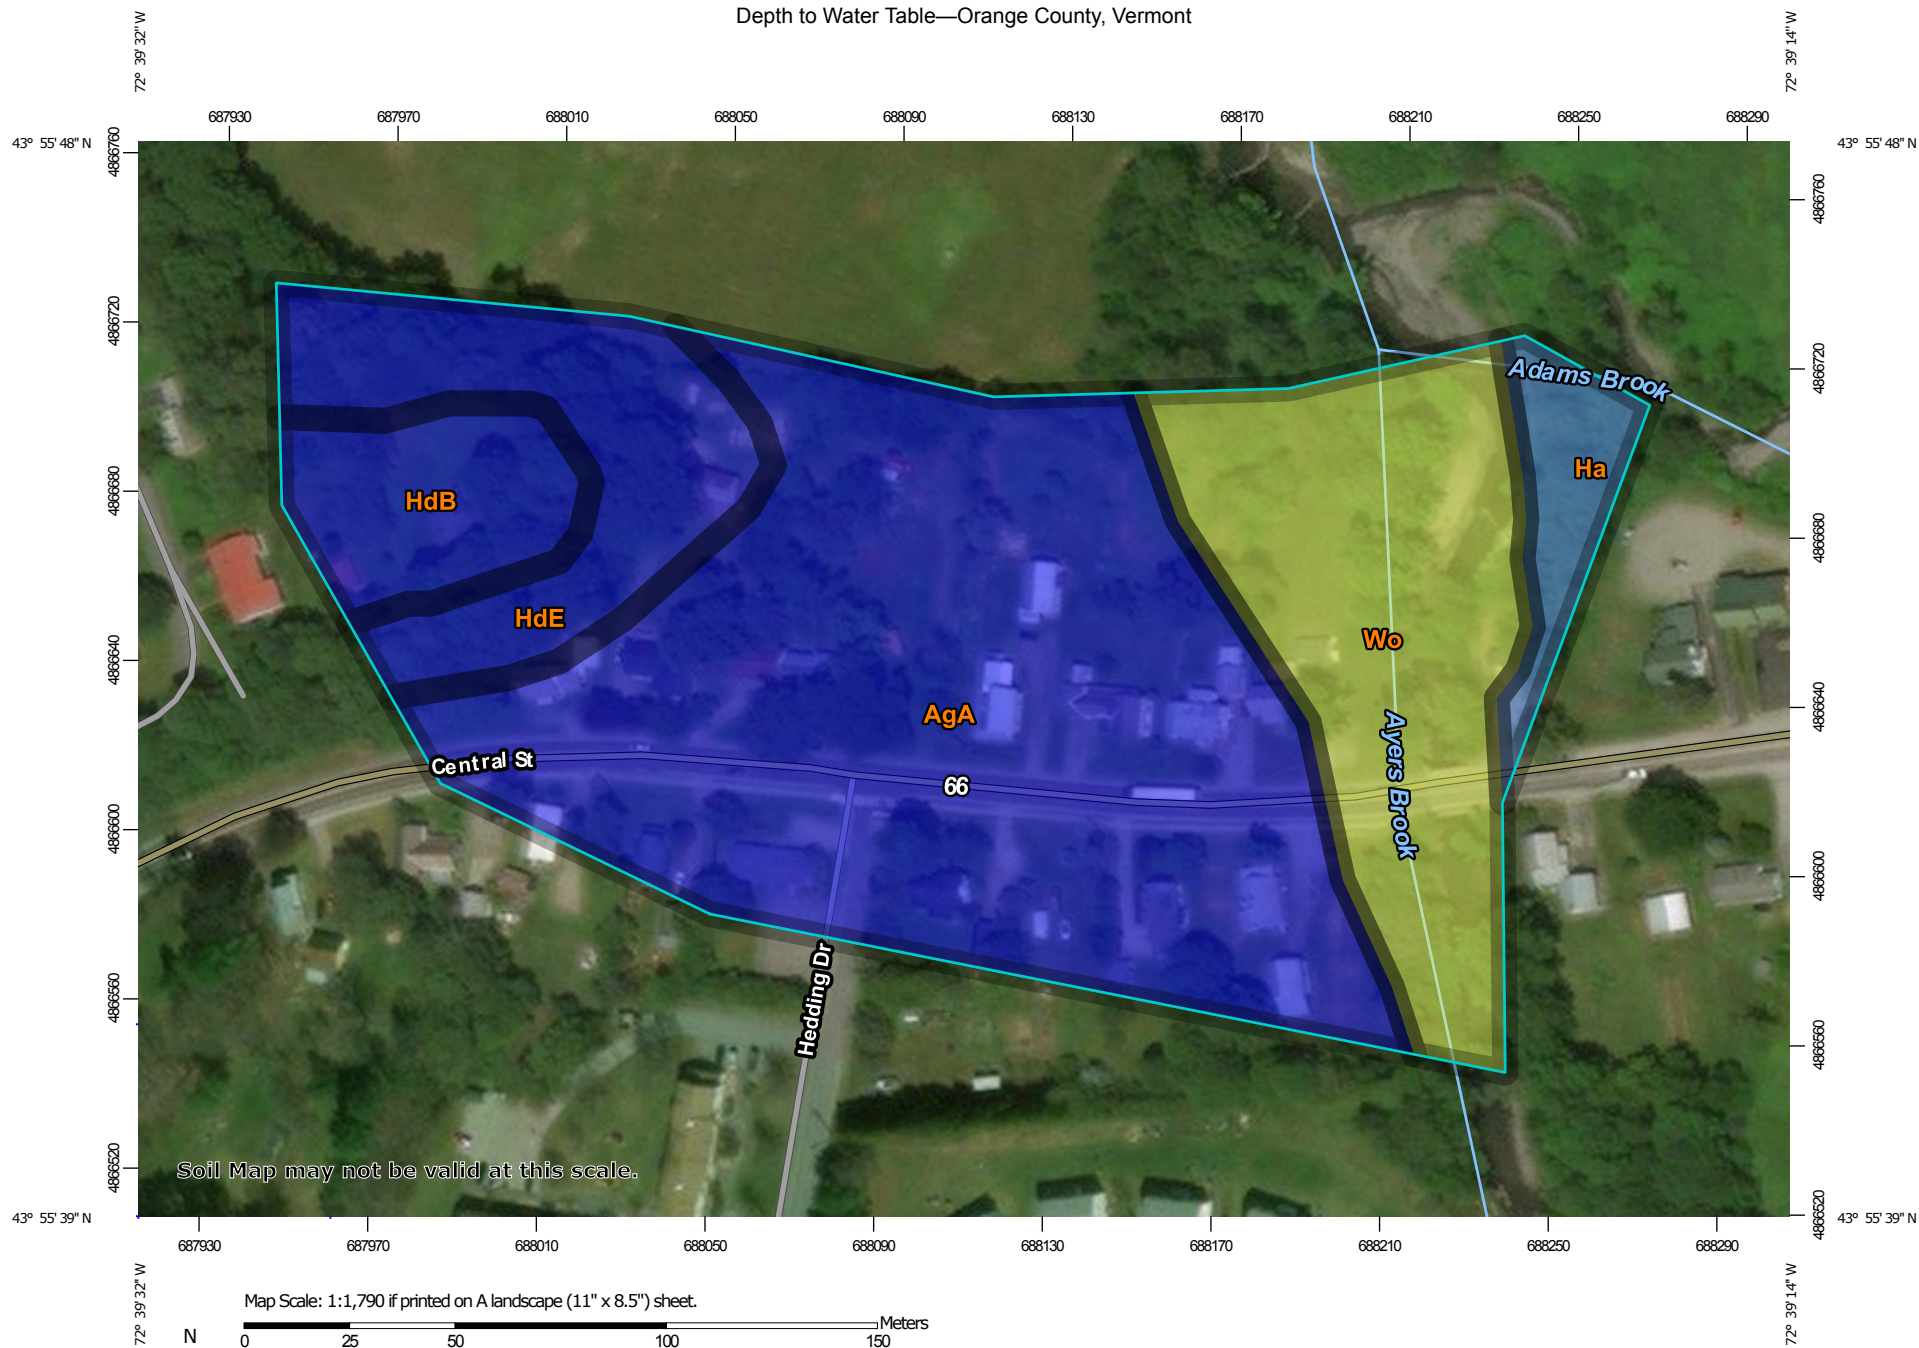 Depth to Water Table—Orange County, Vermont
72° 39' 32" W
72° 39' 14" W
687930 687970 688010 688050 688090 688130 688170 688210 688250 688290
43° 55' 48" N
43° 55' 48" N
4866760
4866760
4866720
4866720
Adams Brook
Ha
HdB
4866680
4866680
HdE
Wo
4866640
4866640
AgA
Ayers Brook
Central St
66
4866600
4866600
Hedding Dr
4866560
4866560
Soil Map may not be valid at this scale.
4866520
4866520
43° 55' 39" N
43° 55' 39" N
687930 687970 688010 688050 688090 688130 688170 688210 688250 688290
72° 39' 32" W
72° 39' 14" W
Map Scale: 1:1,790 if printed on A landscape (11" x 8.5") sheet.
Meters
N
0 25 50 100 150